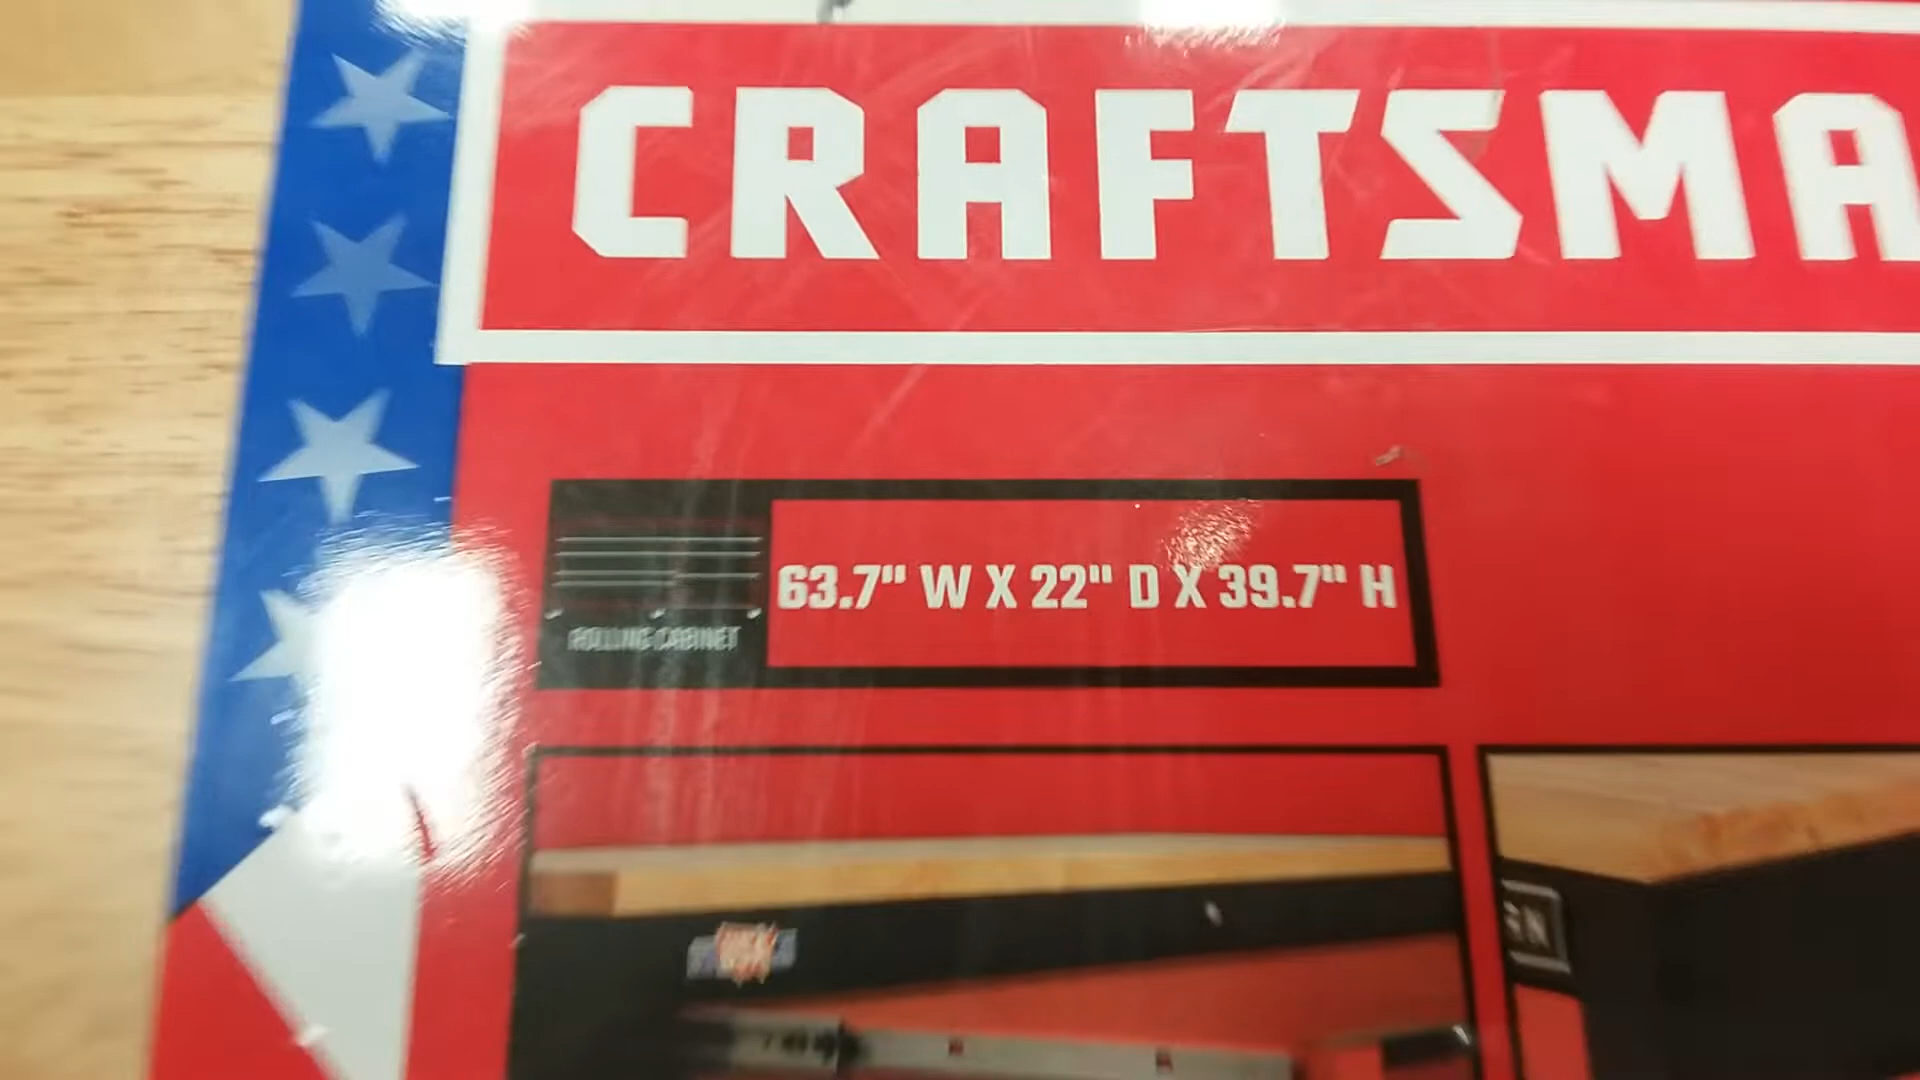 CRAFTSMA
63.7" W X 22" D X 39.7" H
ROLLING CABINET